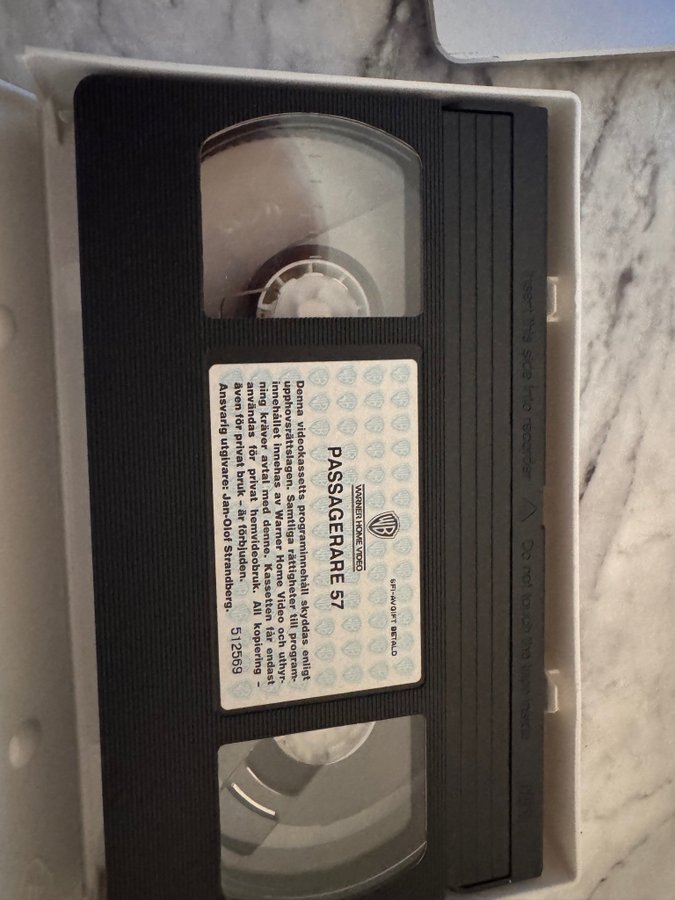 SFI-AVGIFT BETALD
WB
WARNER HOME VIDEO
PASSAGERARE 57
Denna videokassetts programinnehåll skyddas enligt
upphovsrättslagen. Samtliga rättigheter till program-
innehållet innehas av Warner Home Video och uthyr-
ning kräver avtal med denne. Kassetten får endast
användas för privat hemvideobruk. All kopiering –
även för privat bruk – är förbjuden.
Ansvarig utgivare: Jan-Olof Strandberg.
512569
Insert this side into recorder △ Do not touch the tape inside